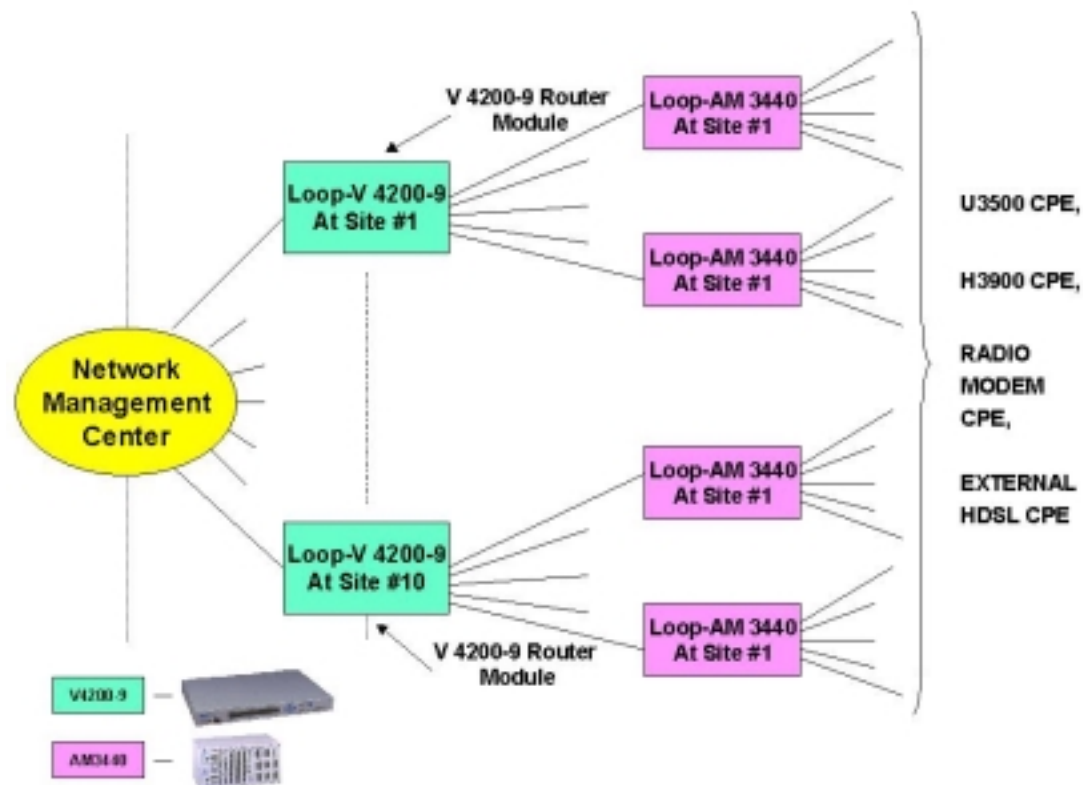 V 4200-9 Router
Module
Loop-AM 3440
At Site #1
Loop-V 4200-9
At Site #1
Loop-AM 3440
At Site #1
U3500 CPE,
H3900 CPE,
RADIO
MODEM
CPE,
EXTERNAL
HDSL CPE
Network
Management
Center
Loop-AM 3440
At Site #1
Loop-V 4200-9
At Site #10
Loop-AM 3440
At Site #1
V 4200-9 Router
Module
V4200-9
AM3440